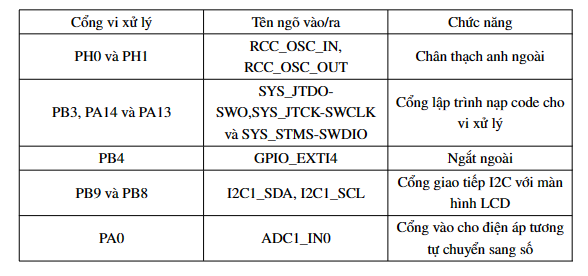 Cổng vi xử lý
Tên ngõ vào/ra
Chức năng
PH0 và PH1
RCC_OSC_IN,
RCC_OSC_OUT
Chân thạch anh ngoài
PB3, PA14 và PA13
SYS_JTDO-
SWO,SYS_JTCK-SWCLK
và SYS_STMS-SWDIO
Cổng lập trình nạp code cho
vi xử lý
PB4
GPIO_EXTI4
Ngắt ngoài
PB9 và PB8
I2C1_SDA, I2C1_SCL
Cổng giao tiếp I2C với màn
hình LCD
PA0
ADC1_IN0
Cổng vào cho điện áp tương
tự chuyển sang số